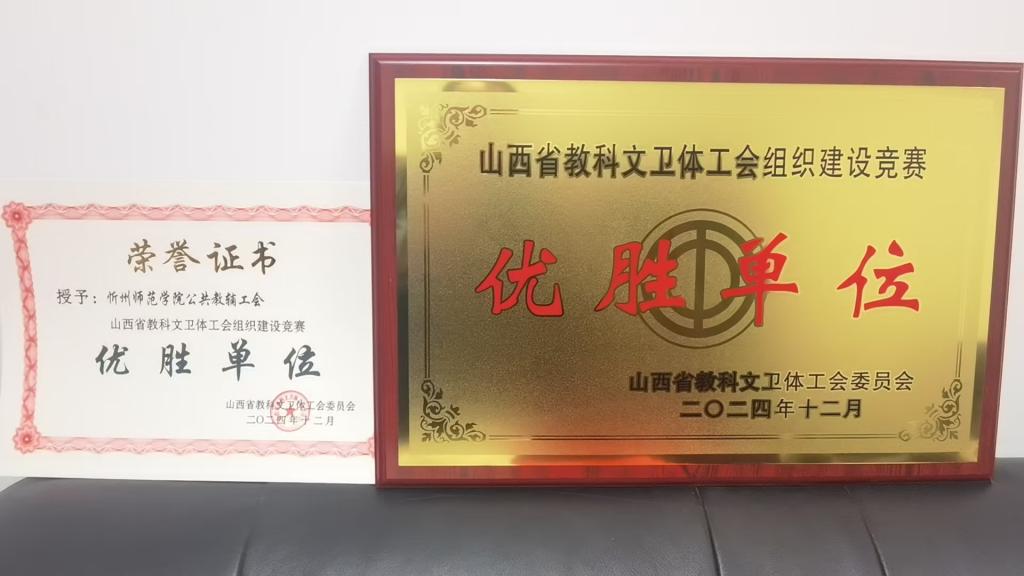 荣誉证书
授予：忻州师范学院公共教辅工会
山西省教科文卫体工会组织建设竞赛
优胜单位
山西省教科文卫体工会委员会
二〇二四年十二月
山西省教科文卫体工会组织建设竞赛
优胜单位
山西省教科文卫体工会委员会
二〇二四年十二月